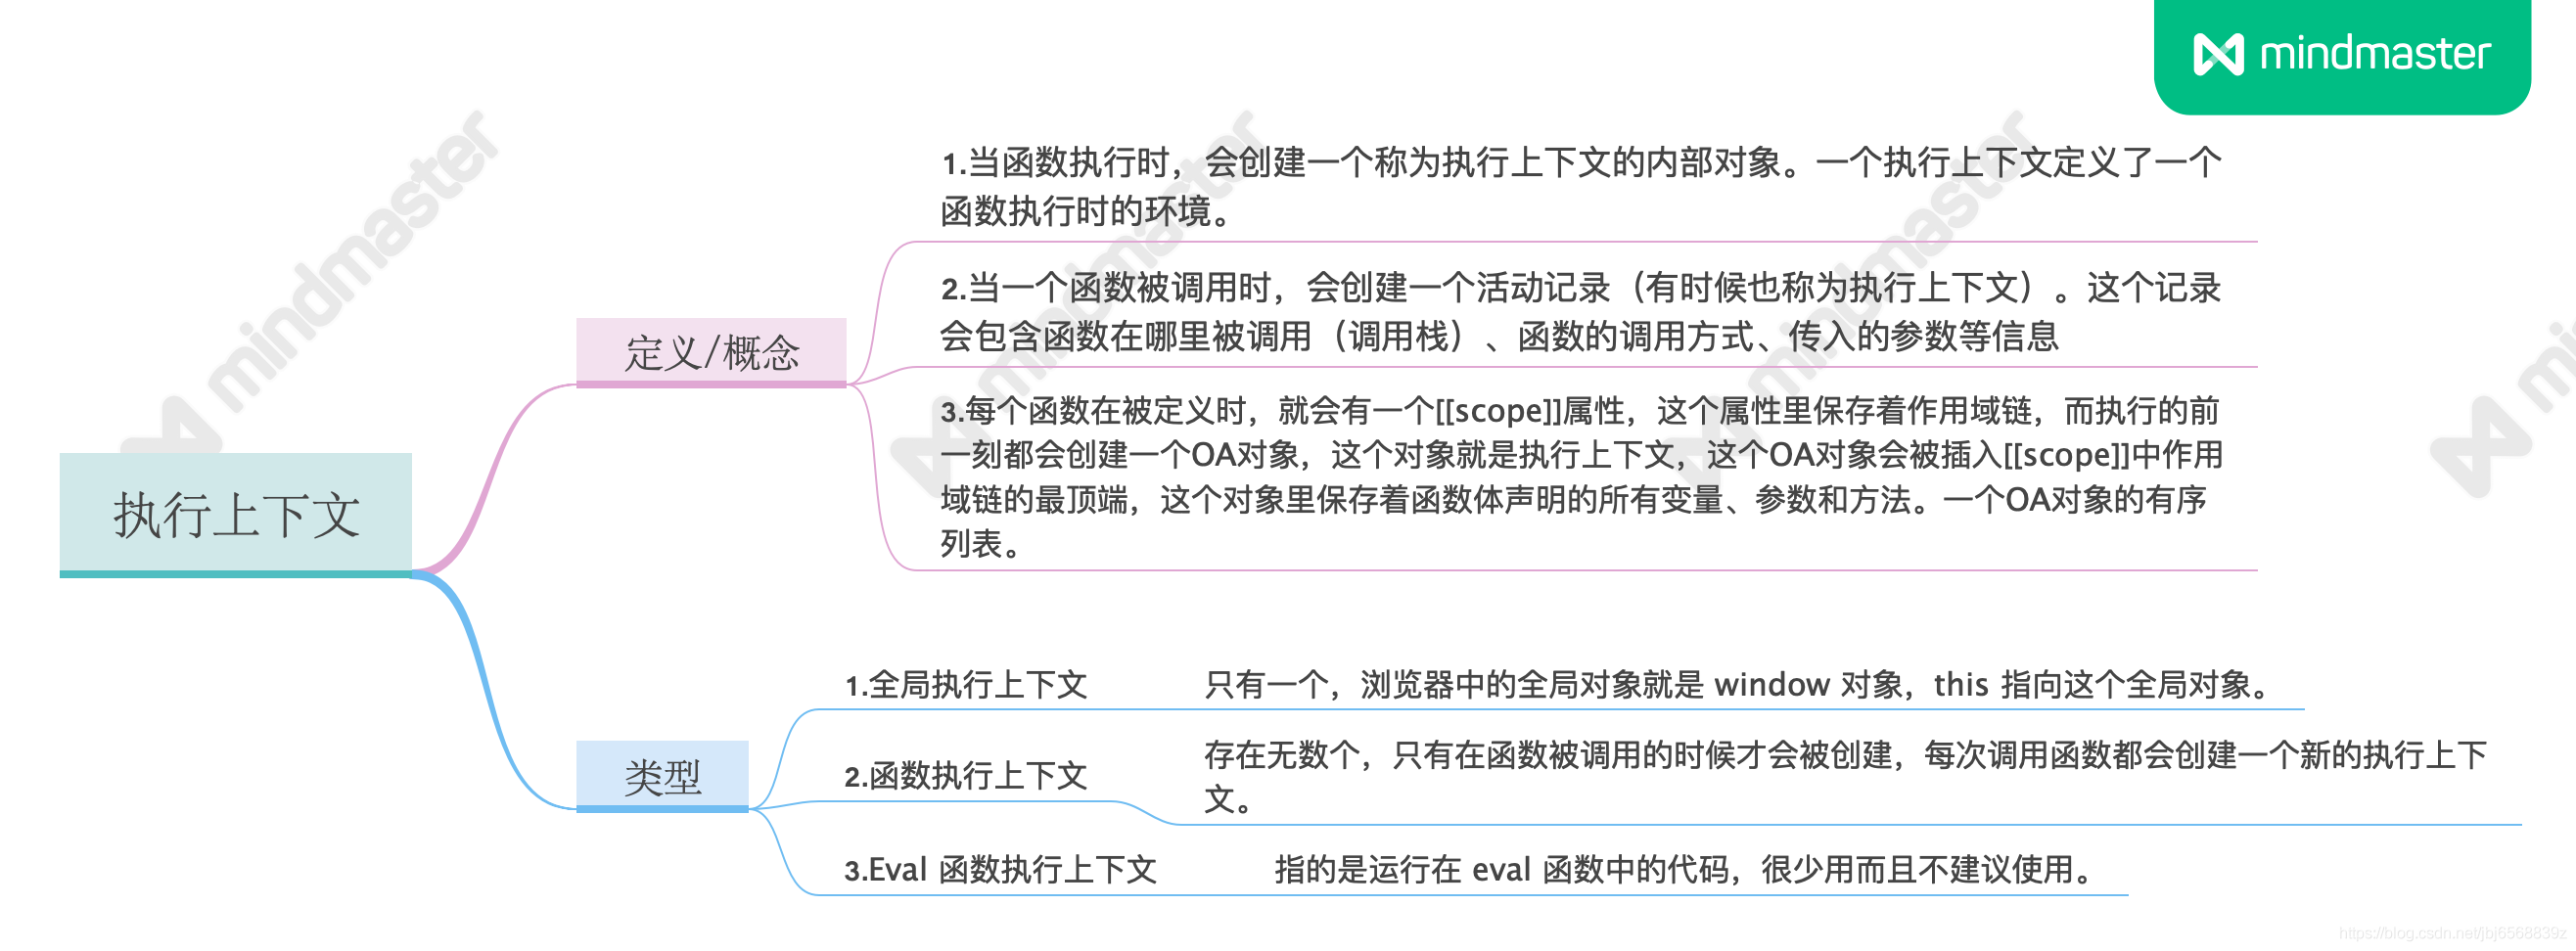 mindmaster
1.当函数执行时，会创建一个称为执行上下文的内部对象。一个执行上下文定义了一个
函数执行时的环境。
2.当一个函数被调用时，会创建一个活动记录（有时候也称为执行上下文）。这个记录
会包含函数在哪里被调用（调用栈）、函数的调用方式、传入的参数等信息
定义/概念
3.每个函数在被定义时，就会有一个[[scope]]属性，这个属性里保存着作用域链，而执行的前
一刻都会创建一个OA对象，这个对象就是执行上下文，这个OA对象会被插入[[scope]]中作用
域链的最顶端，这个对象里保存着函数体声明的所有变量、参数和方法。一个OA对象的有序
列表。
执行上下文
1.全局执行上下文
只有一个，浏览器中的全局对象就是 window 对象，this 指向这个全局对象。
类型
2.函数执行上下文
存在无数个，只有在函数被调用的时候才会被创建，每次调用函数都会创建一个新的执行上下
文。
3.Eval 函数执行上下文
指的是运行在 eval 函数中的代码，很少用而且不建议使用。
mindmaster
mindmaster
mindmaster
https://blog.csdn.net/jbj6568839z